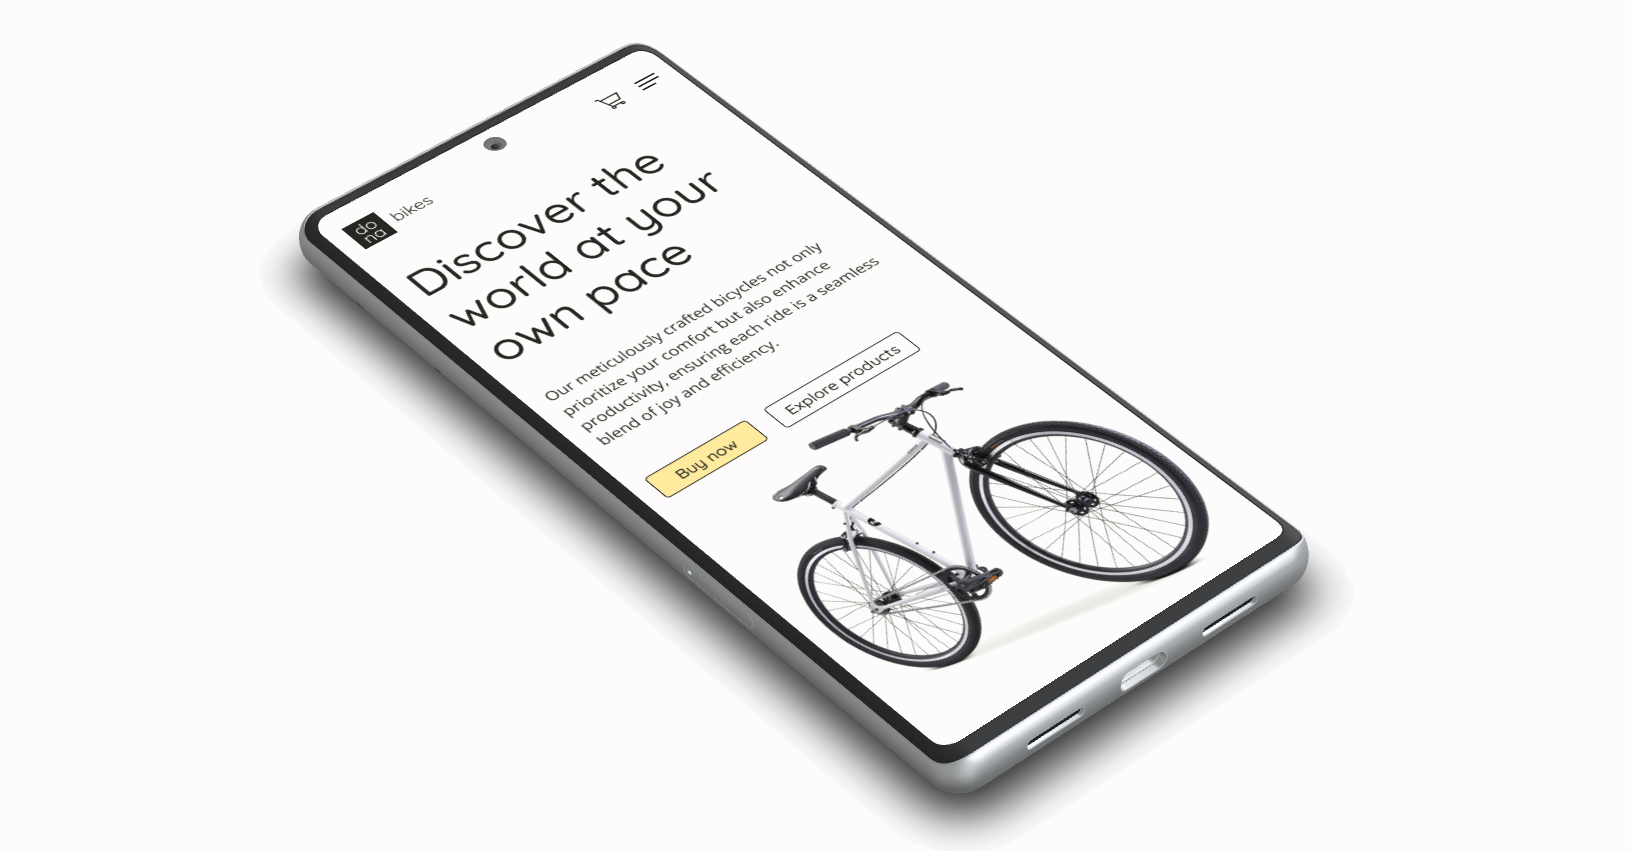 do
na
bikes
Discover the
world at your
own pace
Our meticulously crafted bicycles not only
prioritize your comfort but also enhance
productivity, ensuring each ride is a seamless
blend of joy and efficiency.
Buy now
Explore products